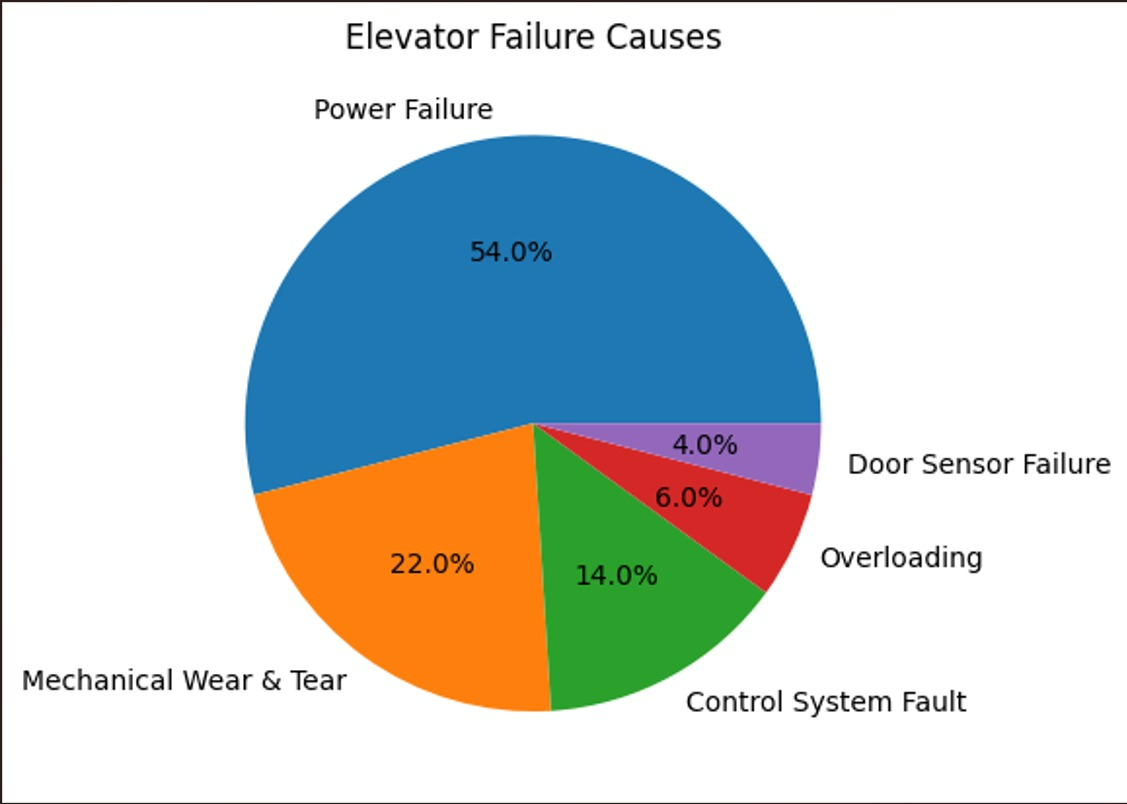 Elevator Failure Causes
Power Failure
54.0%
4.0%
Door Sensor Failure
6.0%
Overloading
22.0%
14.0%
Mechanical Wear & Tear
Control System Fault